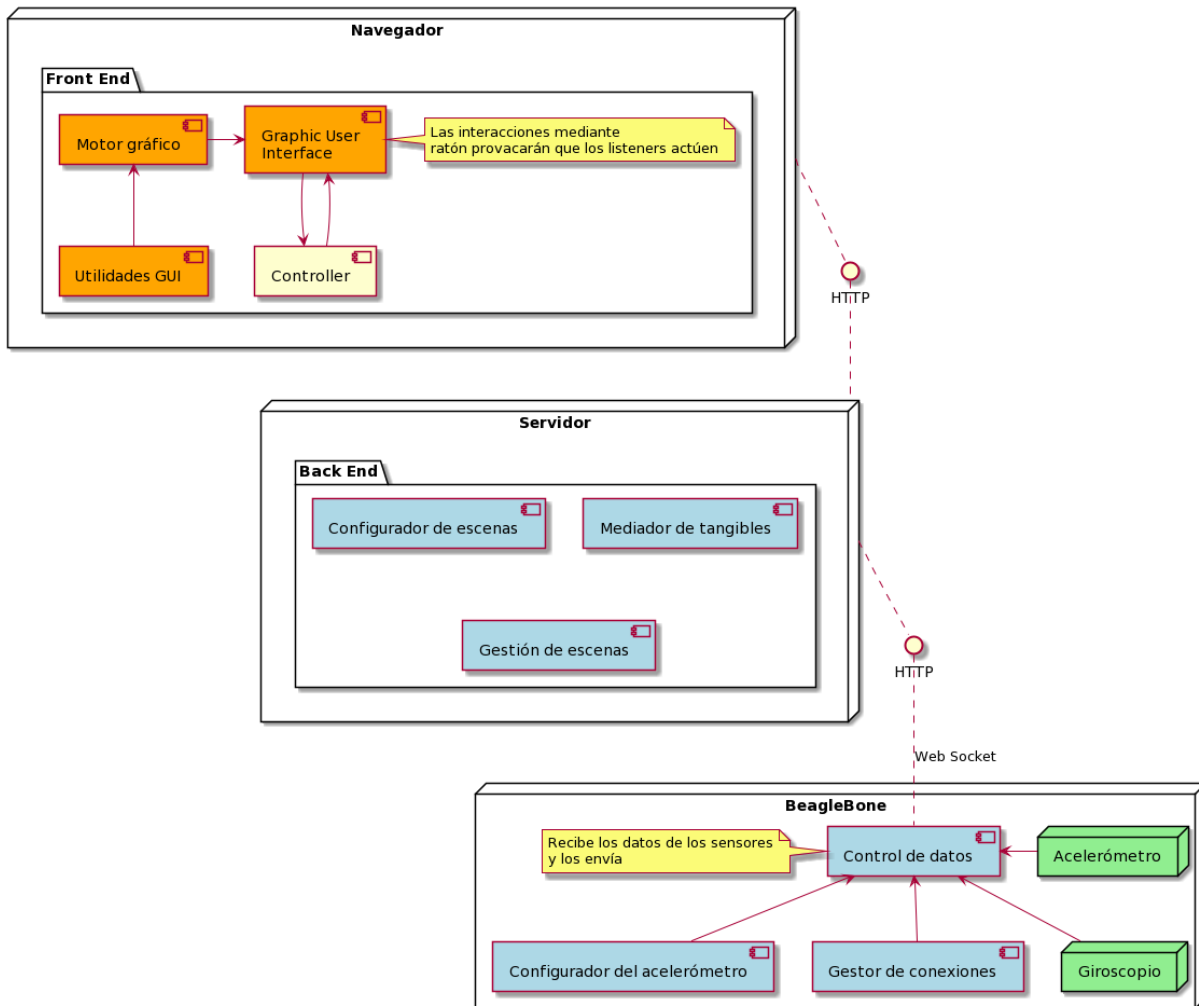 Navegador
Front End
Motor gráfico
Graphic User
Interface
Las interacciones mediante
ratón provacarán que los listeners actúen
Utilidades GUI
Controller
HTTP
Servidor
Back End
Configurador de escenas
Mediador de tangibles
Gestión de escenas
HTTP
Web Socket
BeagleBone
Recibe los datos de los sensores
y los envía
Control de datos
Acelerómetro
Configurador del acelerómetro
Gestor de conexiones
Giroscopio